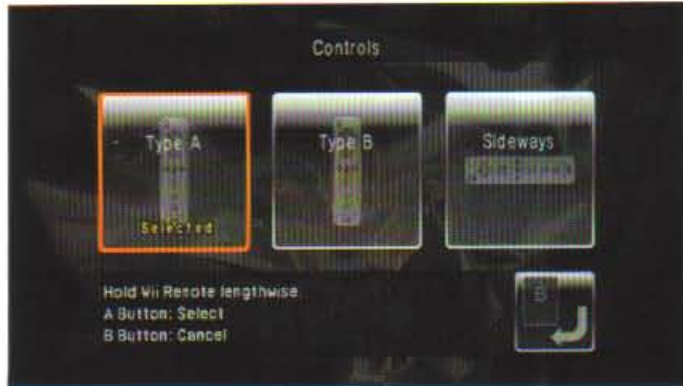 Controls
Type A
Type B
Sideways
Selected
Hold Wii Remote lengthwise
A Button: Select
B Button: Cancel
B